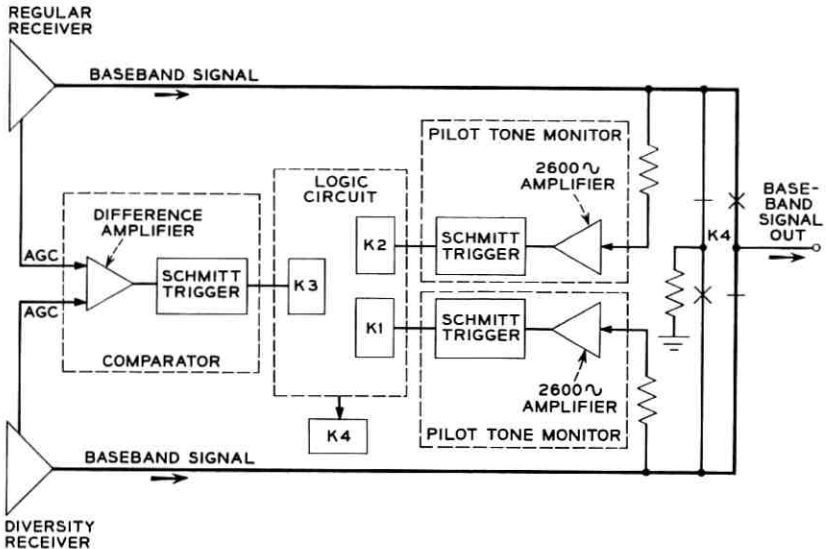 REGULAR
RECEIVER
BASEBAND SIGNAL
PILOT TONE MONITOR
2600∿
AMPLIFIER
LOGIC
CIRCUIT
DIFFERENCE
AMPLIFIER
K2
SCHMITT
TRIGGER
BASE-
BAND
SIGNAL
OUT
K4
AGC
SCHMITT
TRIGGER
K3
AGC
K1
SCHMITT
TRIGGER
COMPARATOR
2600∿
AMPLIFIER
K4
PILOT TONE MONITOR
BASEBAND SIGNAL
DIVERSITY
RECEIVER